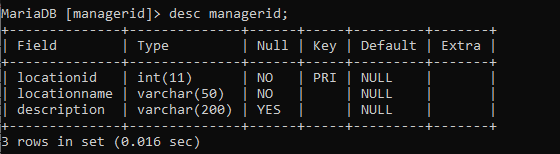 MariaDB [managerid]> desc managerid;
+--------------+--------------+------+-----+---------+-------+
| Field        | Type         | Null | Key | Default | Extra |
+--------------+--------------+------+-----+---------+-------+
| locationid   | int(11)      | NO   | PRI | NULL    |       |
| locationname | varchar(50)  | NO   |     | NULL    |       |
| description  | varchar(200) | YES  |     | NULL    |       |
+--------------+--------------+------+-----+---------+-------+
3 rows in set (0.016 sec)